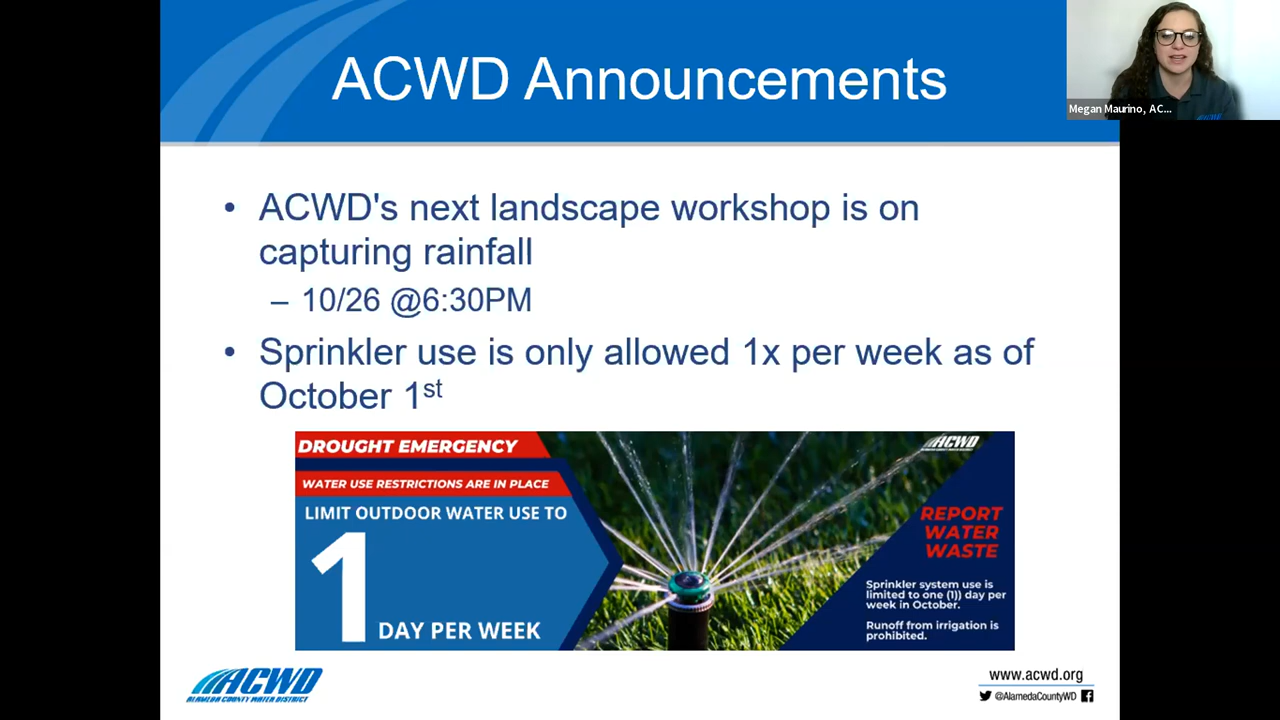 ACWD Announcements
Megan Maurino, AC...
• ACWD's next landscape workshop is on
capturing rainfall
– 10/26 @6:30PM
• Sprinkler use is only allowed 1x per week as of
October 1st
DROUGHT EMERGENCY
WATER USE RESTRICTIONS ARE IN PLACE
LIMIT OUTDOOR WATER USE TO
1
DAY PER WEEK
ACWD
REPORT
WATER
WASTE
Sprinkler system use is
limited to one (1)) day per
week in October.
Runoff from irrigation is
prohibited.
ACWD
ALAMEDA COUNTY WATER DISTRICT
www.acwd.org
@AlamedaCountyWD